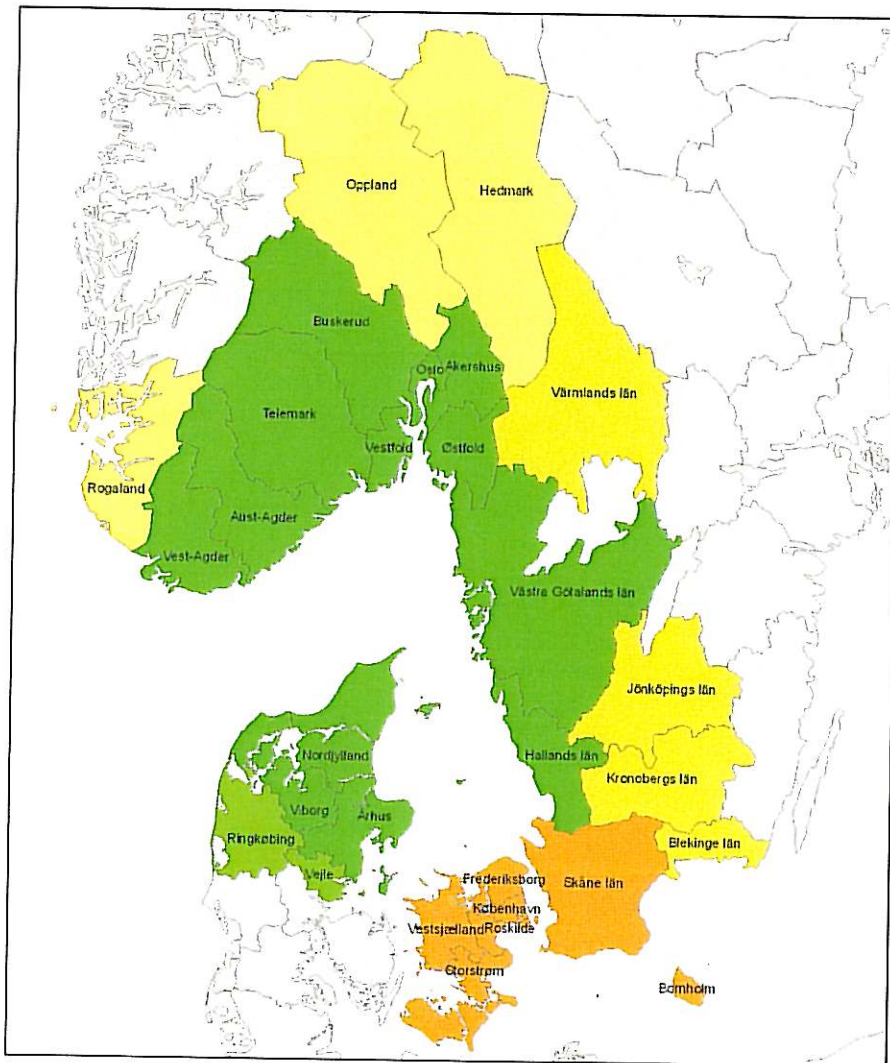 Oppland
Hedmark
Buskerud
Oslo
Akershus
Värmlands län
Telemark
Vestfold
Østfold
Rogaland
Aust-Agder
Vest-Agder
Västra Götalands län
Jönköpings län
Nordjylland
Hallands län
Kronobergs län
Viborg
Århus
Ringkøbing
Blekinge län
Vejle
Frederiksborg
Skåne län
København
Vestsjælland
Roskilde
Storstrøm
Bornholm